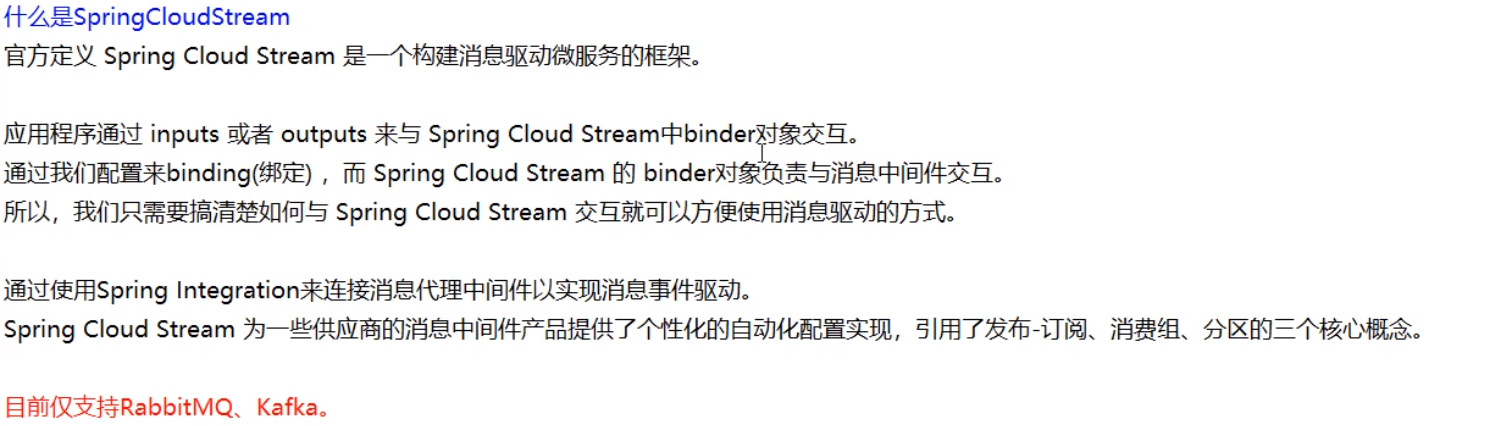 什么是SpringCloudStream
官方定义 Spring Cloud Stream 是一个构建消息驱动微服务的框架。
应用程序通过 inputs 或者 outputs 来与 Spring Cloud Stream中binder对象交互。
通过我们配置来binding(绑定) ，而 Spring Cloud Stream 的 binder对象负责与消息中间件交互。
所以，我们只需要搞清楚如何与 Spring Cloud Stream 交互就可以方便使用消息驱动的方式。
通过使用Spring Integration来连接消息代理中间件以实现消息事件驱动。
Spring Cloud Stream 为一些供应商的消息中间件产品提供了个性化的自动化配置实现，引用了发布-订阅、消费组、分区的三个核心概念。
目前仅支持RabbitMQ、Kafka。